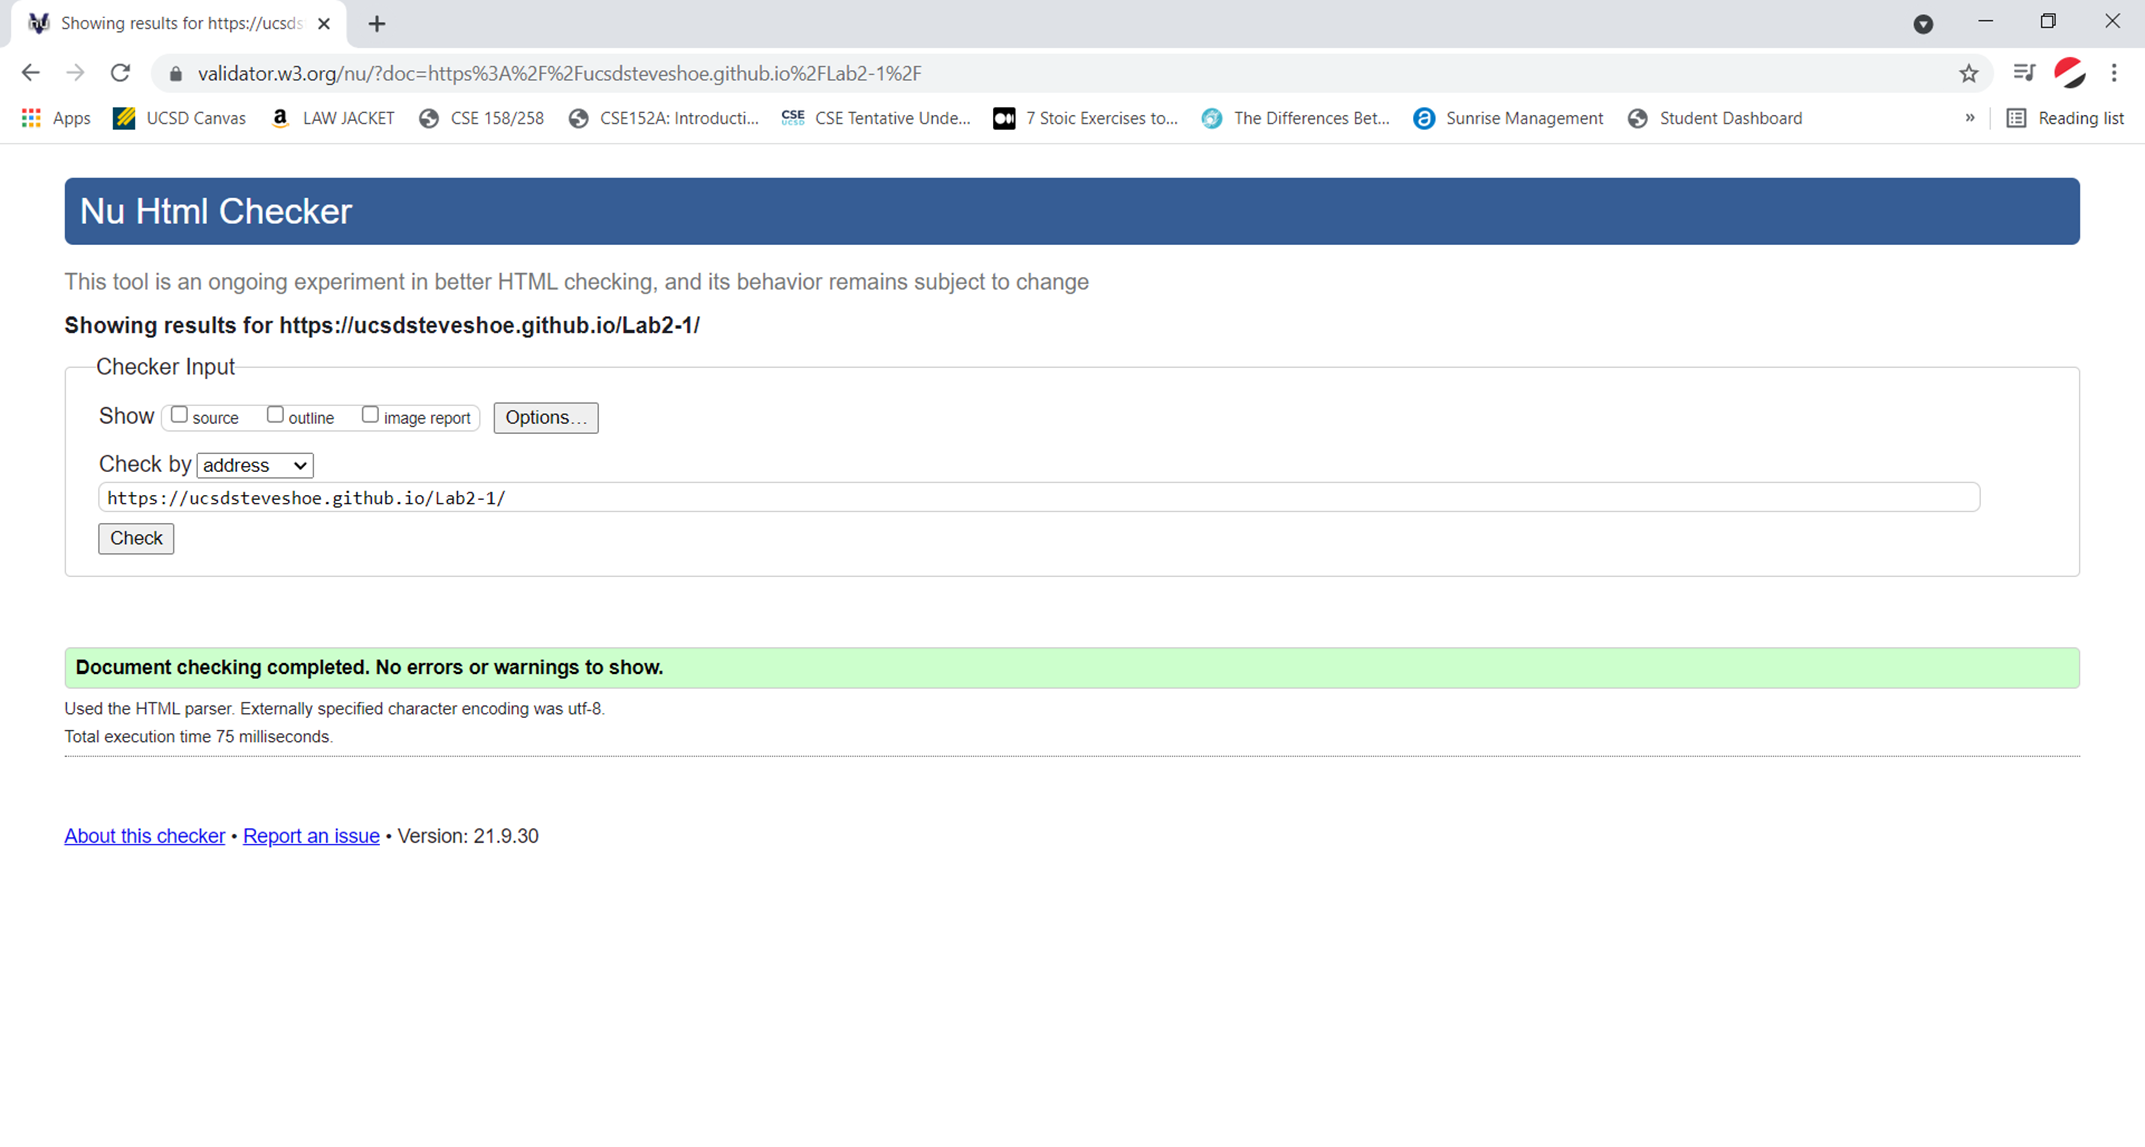 Showing results for https://ucsds
validator.w3.org/nu/?doc=https%3A%2F%2Fucsdsteveshoe.github.io%2FLab2-1%2F
Apps UCSD Canvas LAW JACKET CSE 158/258 CSE152A: Introducti... CSE UCSD CSE Tentative Unde... 7 Stoic Exercises to... The Differences Bet... Sunrise Management Student Dashboard » Reading list
Nu Html Checker
This tool is an ongoing experiment in better HTML checking, and its behavior remains subject to change
Showing results for https://ucsdsteveshoe.github.io/Lab2-1/
Checker Input
Show source outline image report Options...
Check by address
https://ucsdsteveshoe.github.io/Lab2-1/
Check
Document checking completed. No errors or warnings to show.
Used the HTML parser. Externally specified character encoding was utf-8.
Total execution time 75 milliseconds.
About this checker • Report an issue • Version: 21.9.30